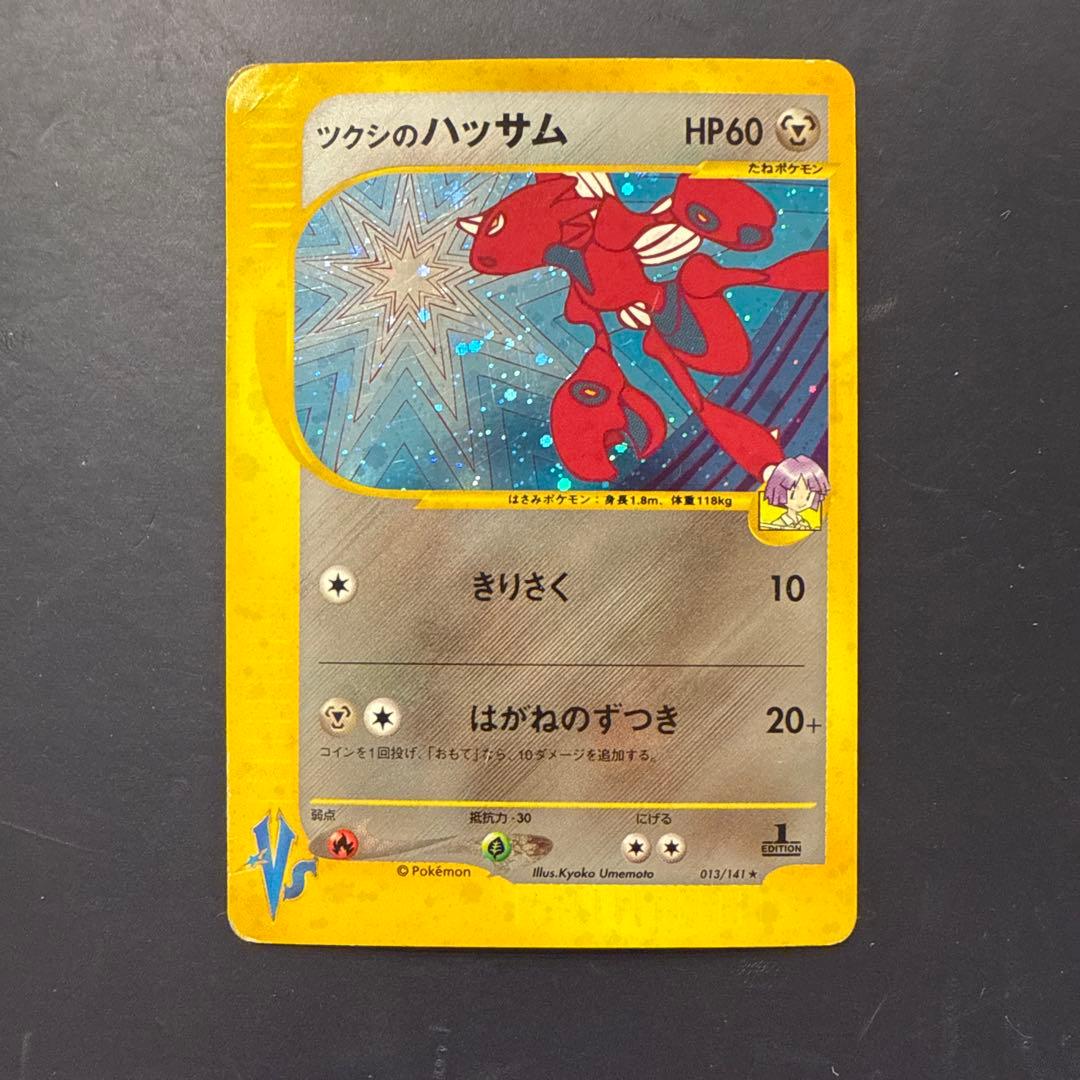 ツクシのハッサム HP60
たねポケモン
はさみポケモン：身長1.8m、体重118kg
きりさく 10
はがねのずつき 20+
コインを1回投げ、「おもて」なら、10ダメージを追加する。
弱点 抵抗力-30 にげる
1
EDITION
VS
©Pokémon Illus.Kyoko Umemoto 013/141★